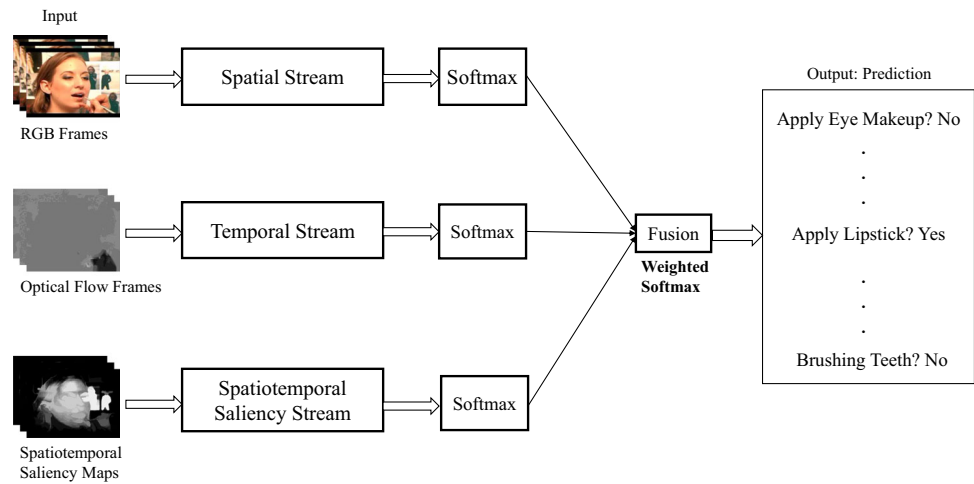 Input
RGB Frames
Spatial Stream
Softmax
Optical Flow Frames
Temporal Stream
Softmax
Spatiotemporal
Saliency Maps
Spatiotemporal
Saliency Stream
Softmax
Fusion
Weighted
Softmax
Output: Prediction
Apply Eye Makeup? No
.
.
.
Apply Lipstick? Yes
.
.
.
Brushing Teeth? No